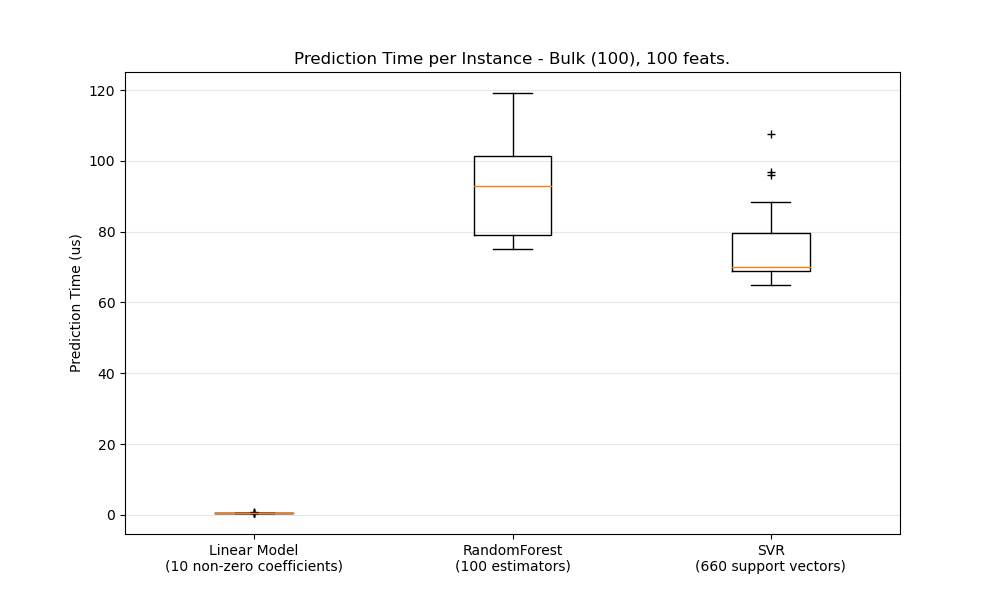 Prediction Time per Instance - Bulk (100), 100 feats.
120
100
80
60
40
20
0
Prediction Time (us)
Linear Model
(10 non-zero coefficients)
RandomForest
(100 estimators)
SVR
(660 support vectors)